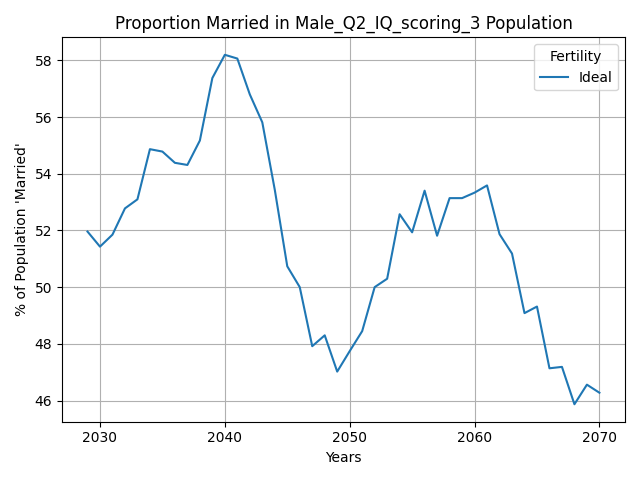 Proportion Married in Male_Q2_IQ_scoring_3 Population
Fertility
Ideal
% of Population 'Married'
58
56
54
52
50
48
46
2030
2040
2050
2060
2070
Years